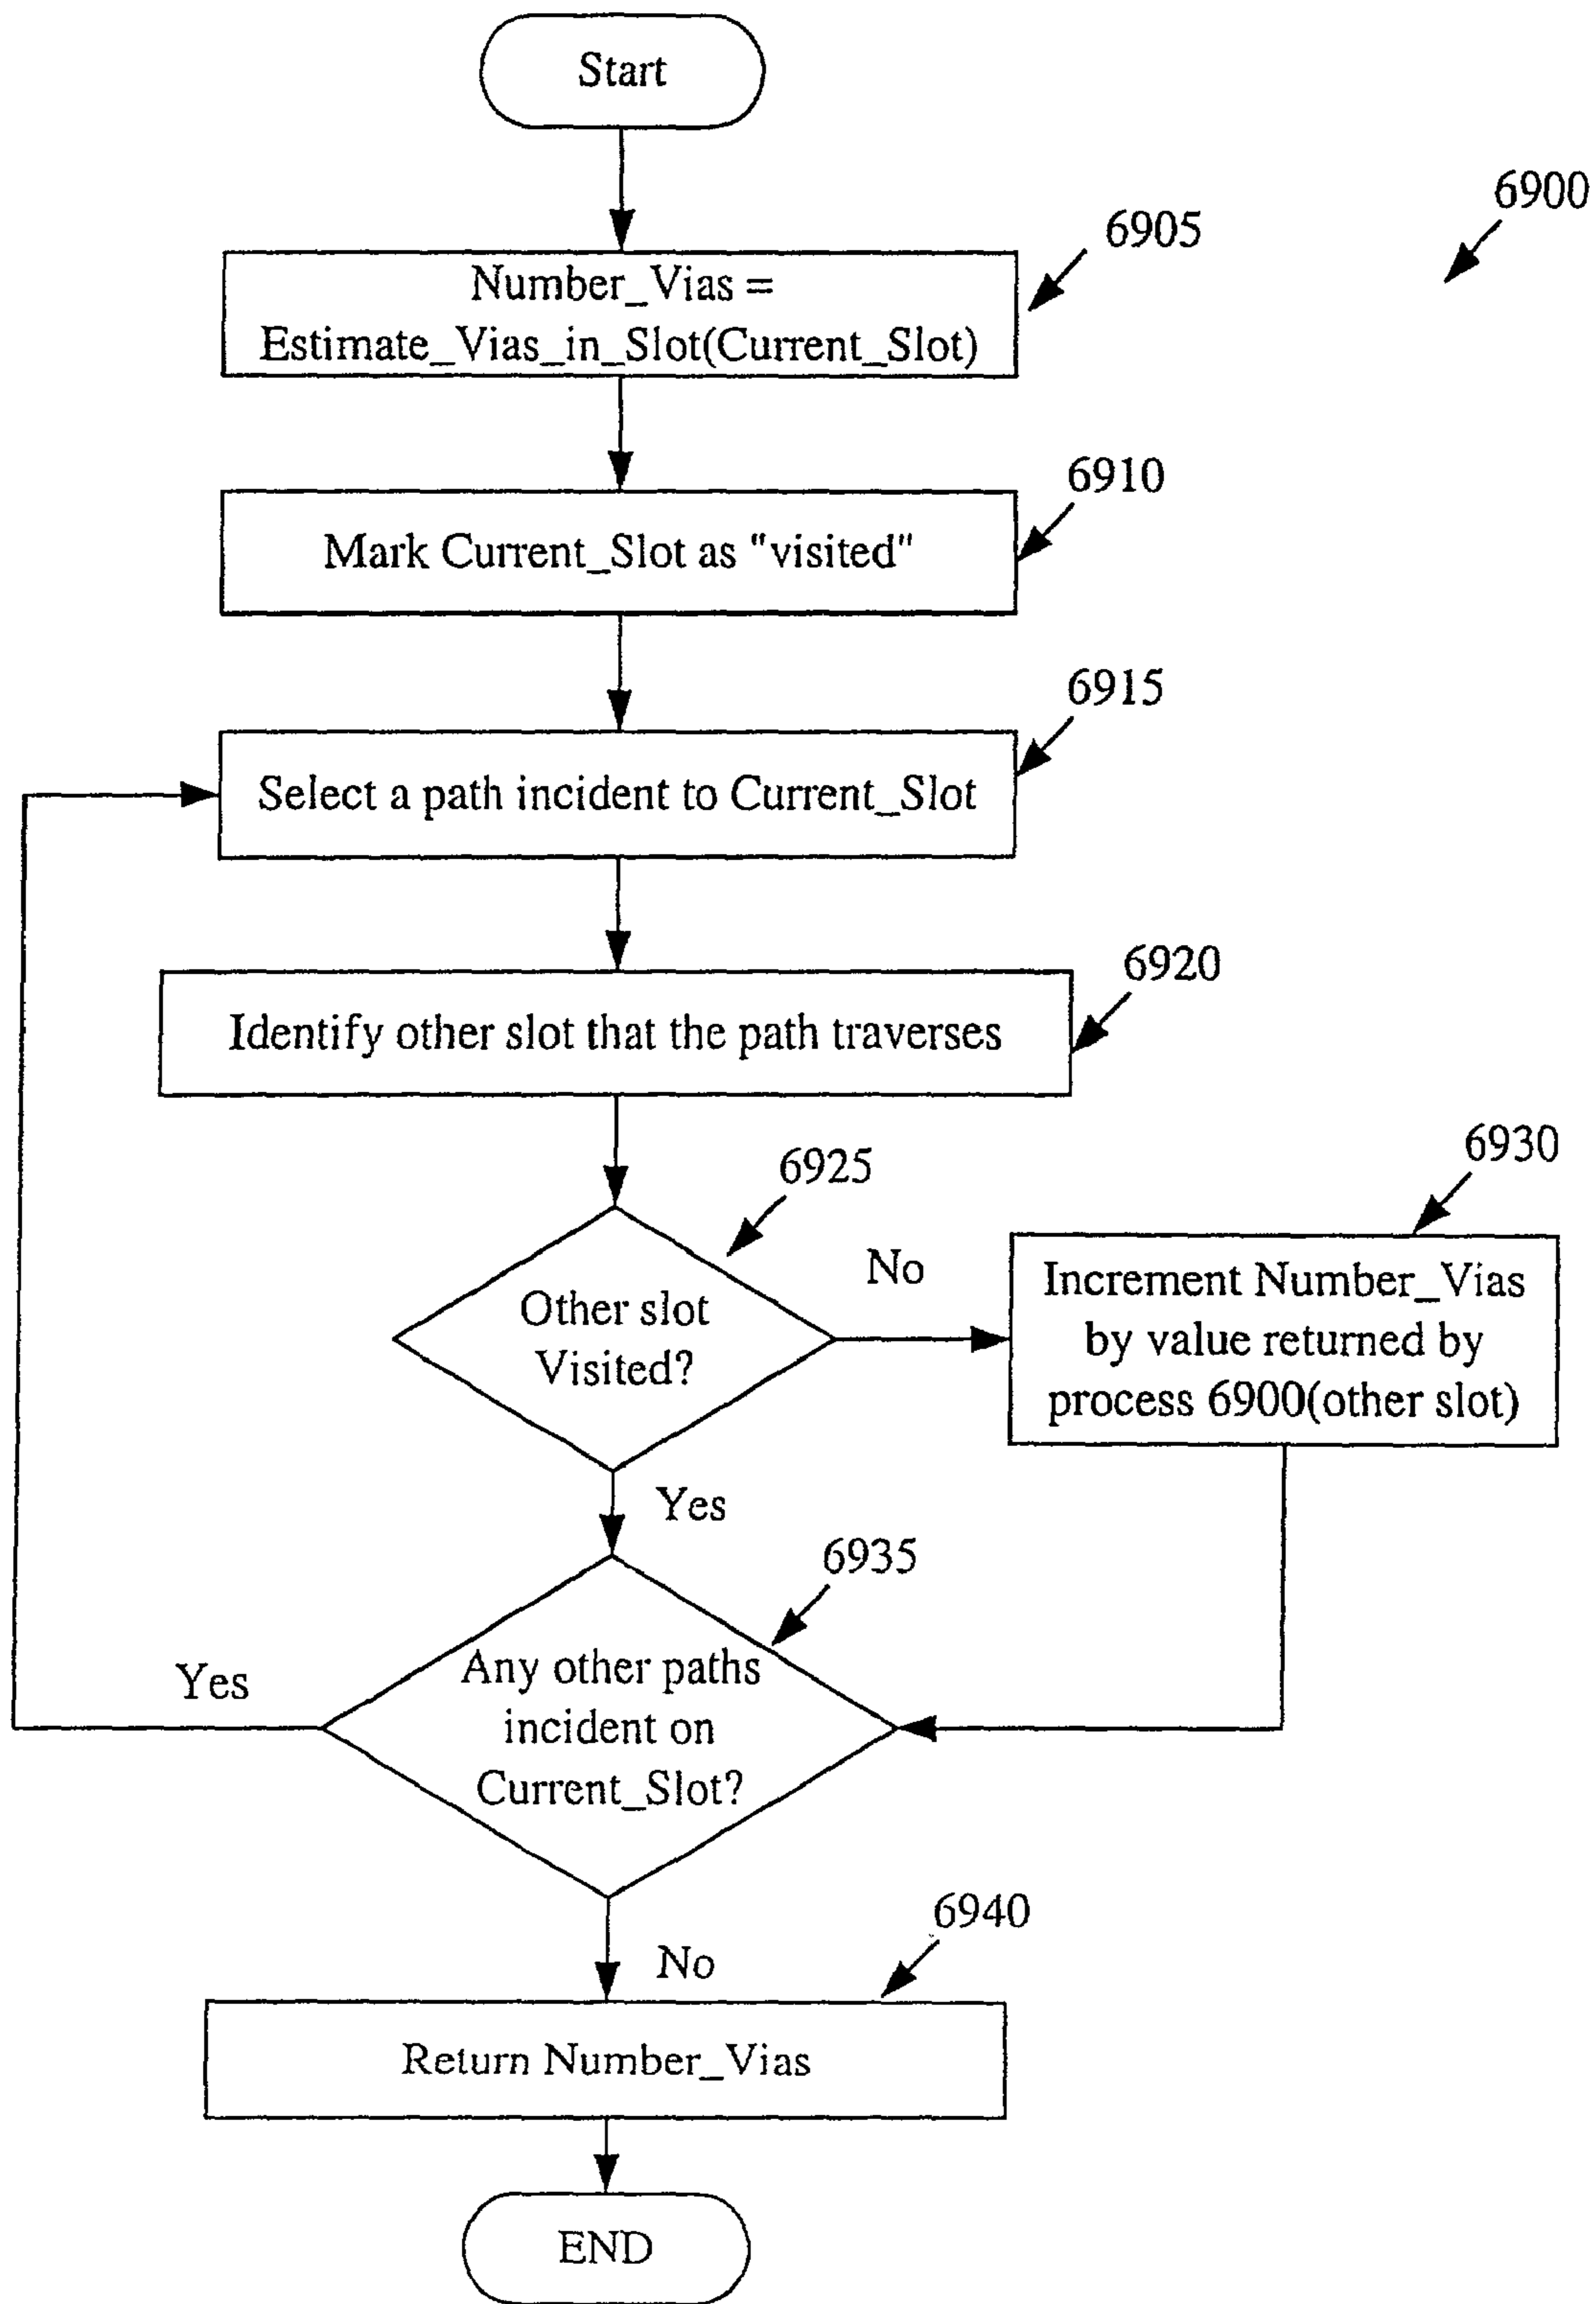 Start
6900
6905
Number_Vias =
Estimate_Vias_in_Slot(Current_Slot)
6910
Mark Current_Slot as "visited"
6915
Select a path incident to Current_Slot
6920
Identify other slot that the path traverses
6925
Other slot
Visited?
No
6930
Increment Number_Vias
by value returned by
process 6900(other slot)
Yes
6935
Any other paths
incident on
Current_Slot?
Yes
No
6940
Return Number_Vias
END